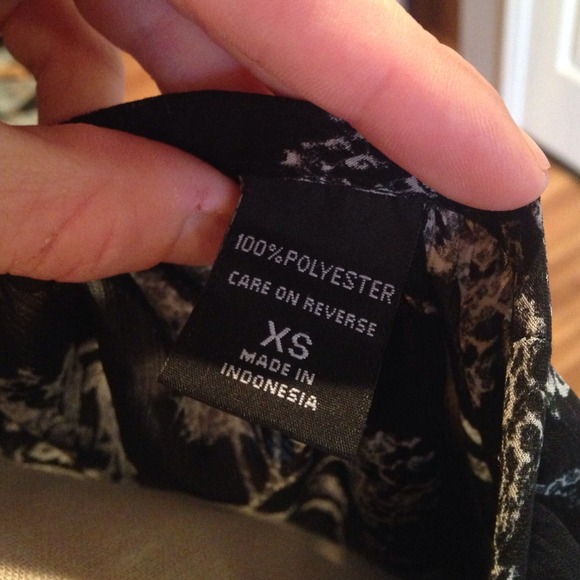 100%POLYESTER
CARE ON REVERSE
XS
MADE IN
INDONESIA